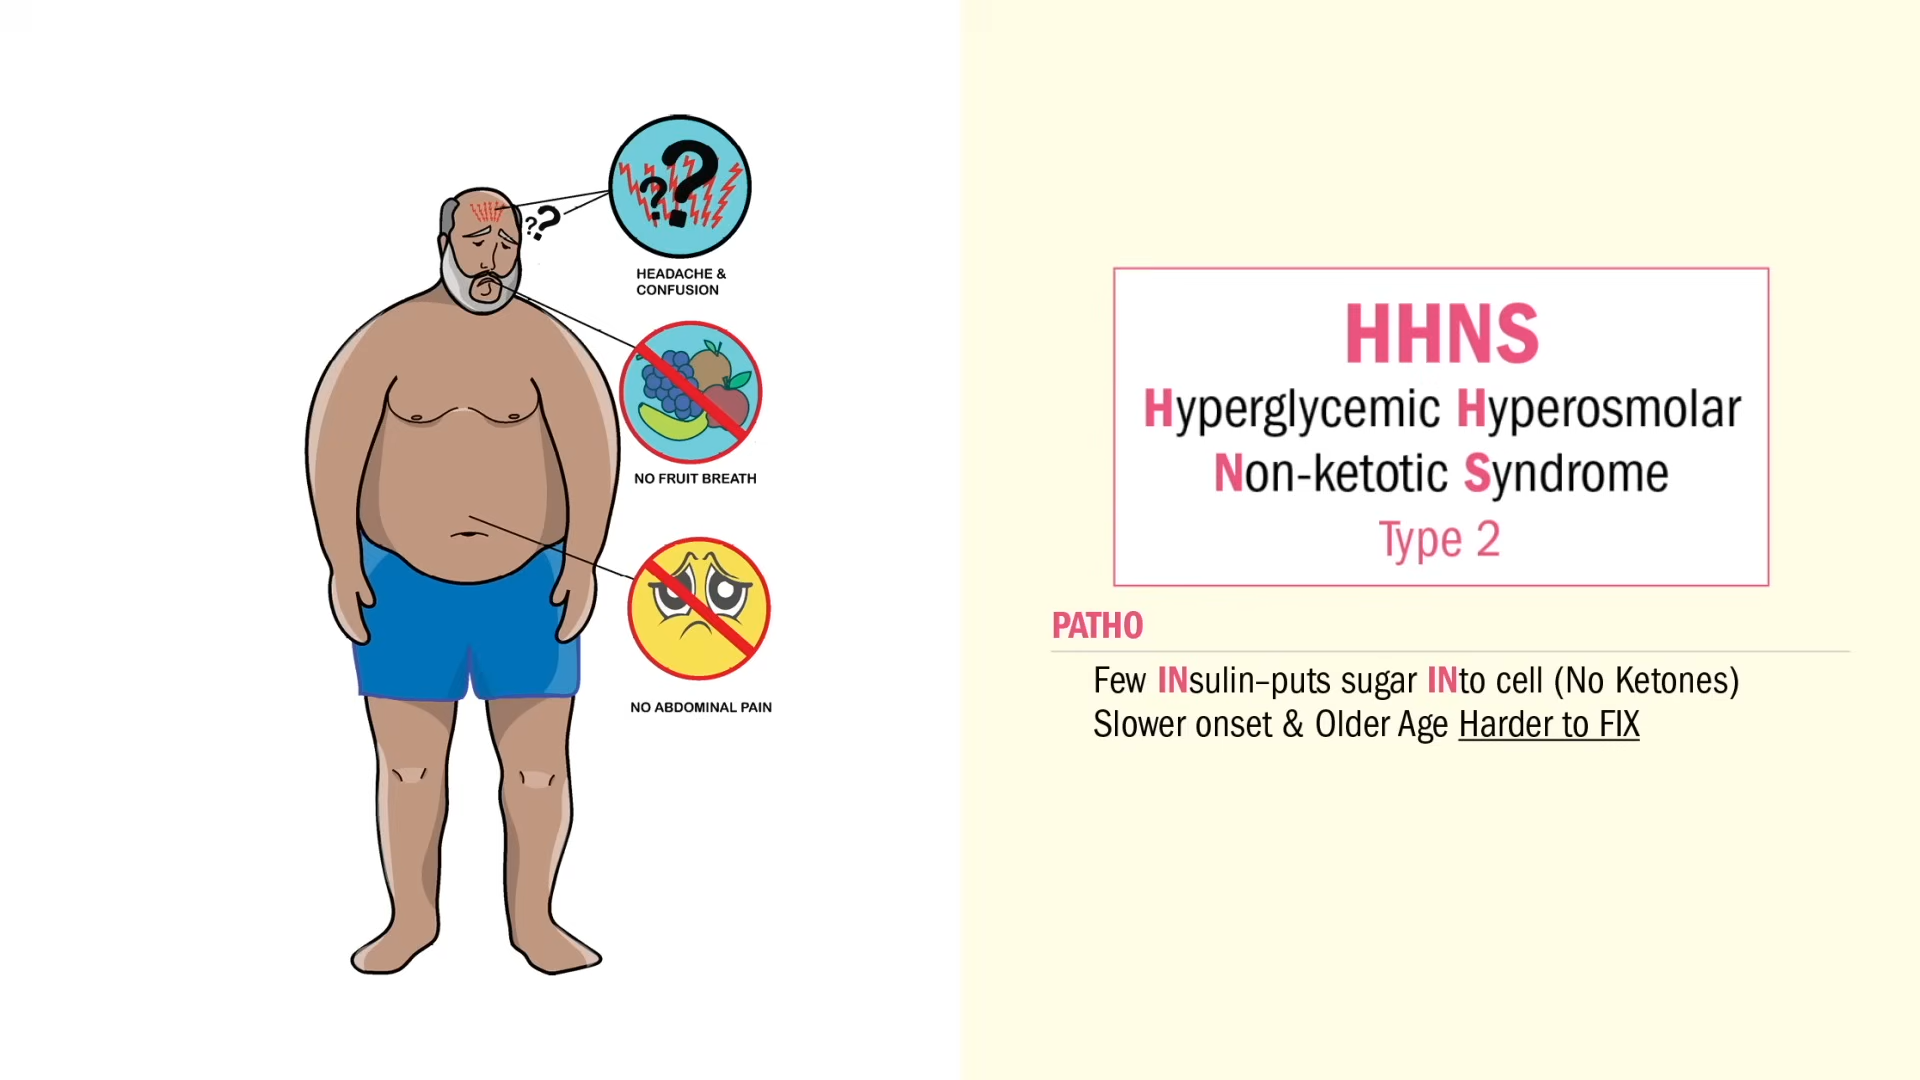 HEADACHE &
CONFUSION
NO FRUIT BREATH
NO ABDOMINAL PAIN
HHNS
Hyperglycemic Hyperosmolar
Non-ketotic Syndrome
Type 2
PATHO
Few INsulin–puts sugar INto cell (No Ketones)
Slower onset & Older Age Harder to FIX